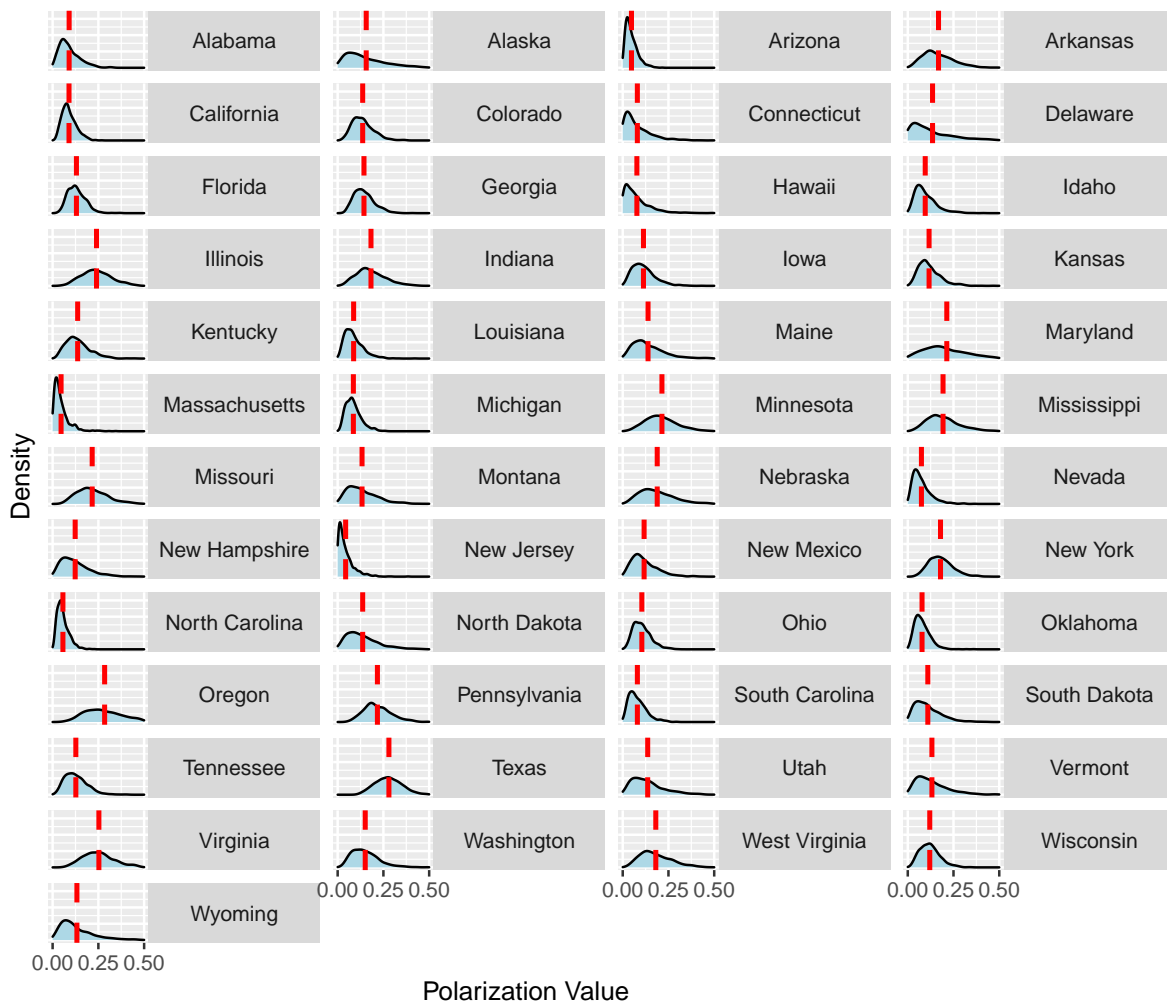 Alabama
Alaska
Arizona
Arkansas
California
Colorado
Connecticut
Delaware
Florida
Georgia
Hawaii
Idaho
Illinois
Indiana
Iowa
Kansas
Kentucky
Louisiana
Maine
Maryland
Massachusetts
Michigan
Minnesota
Mississippi
Missouri
Montana
Nebraska
Nevada
New Hampshire
New Jersey
New Mexico
New York
North Carolina
North Dakota
Ohio
Oklahoma
Oregon
Pennsylvania
South Carolina
South Dakota
Tennessee
Texas
Utah
Vermont
Virginia
Washington
West Virginia
Wisconsin
0.00 0.25 0.50
0.00 0.25 0.50
0.00 0.25 0.50
Wyoming
0.00 0.25 0.50
Density
Polarization Value